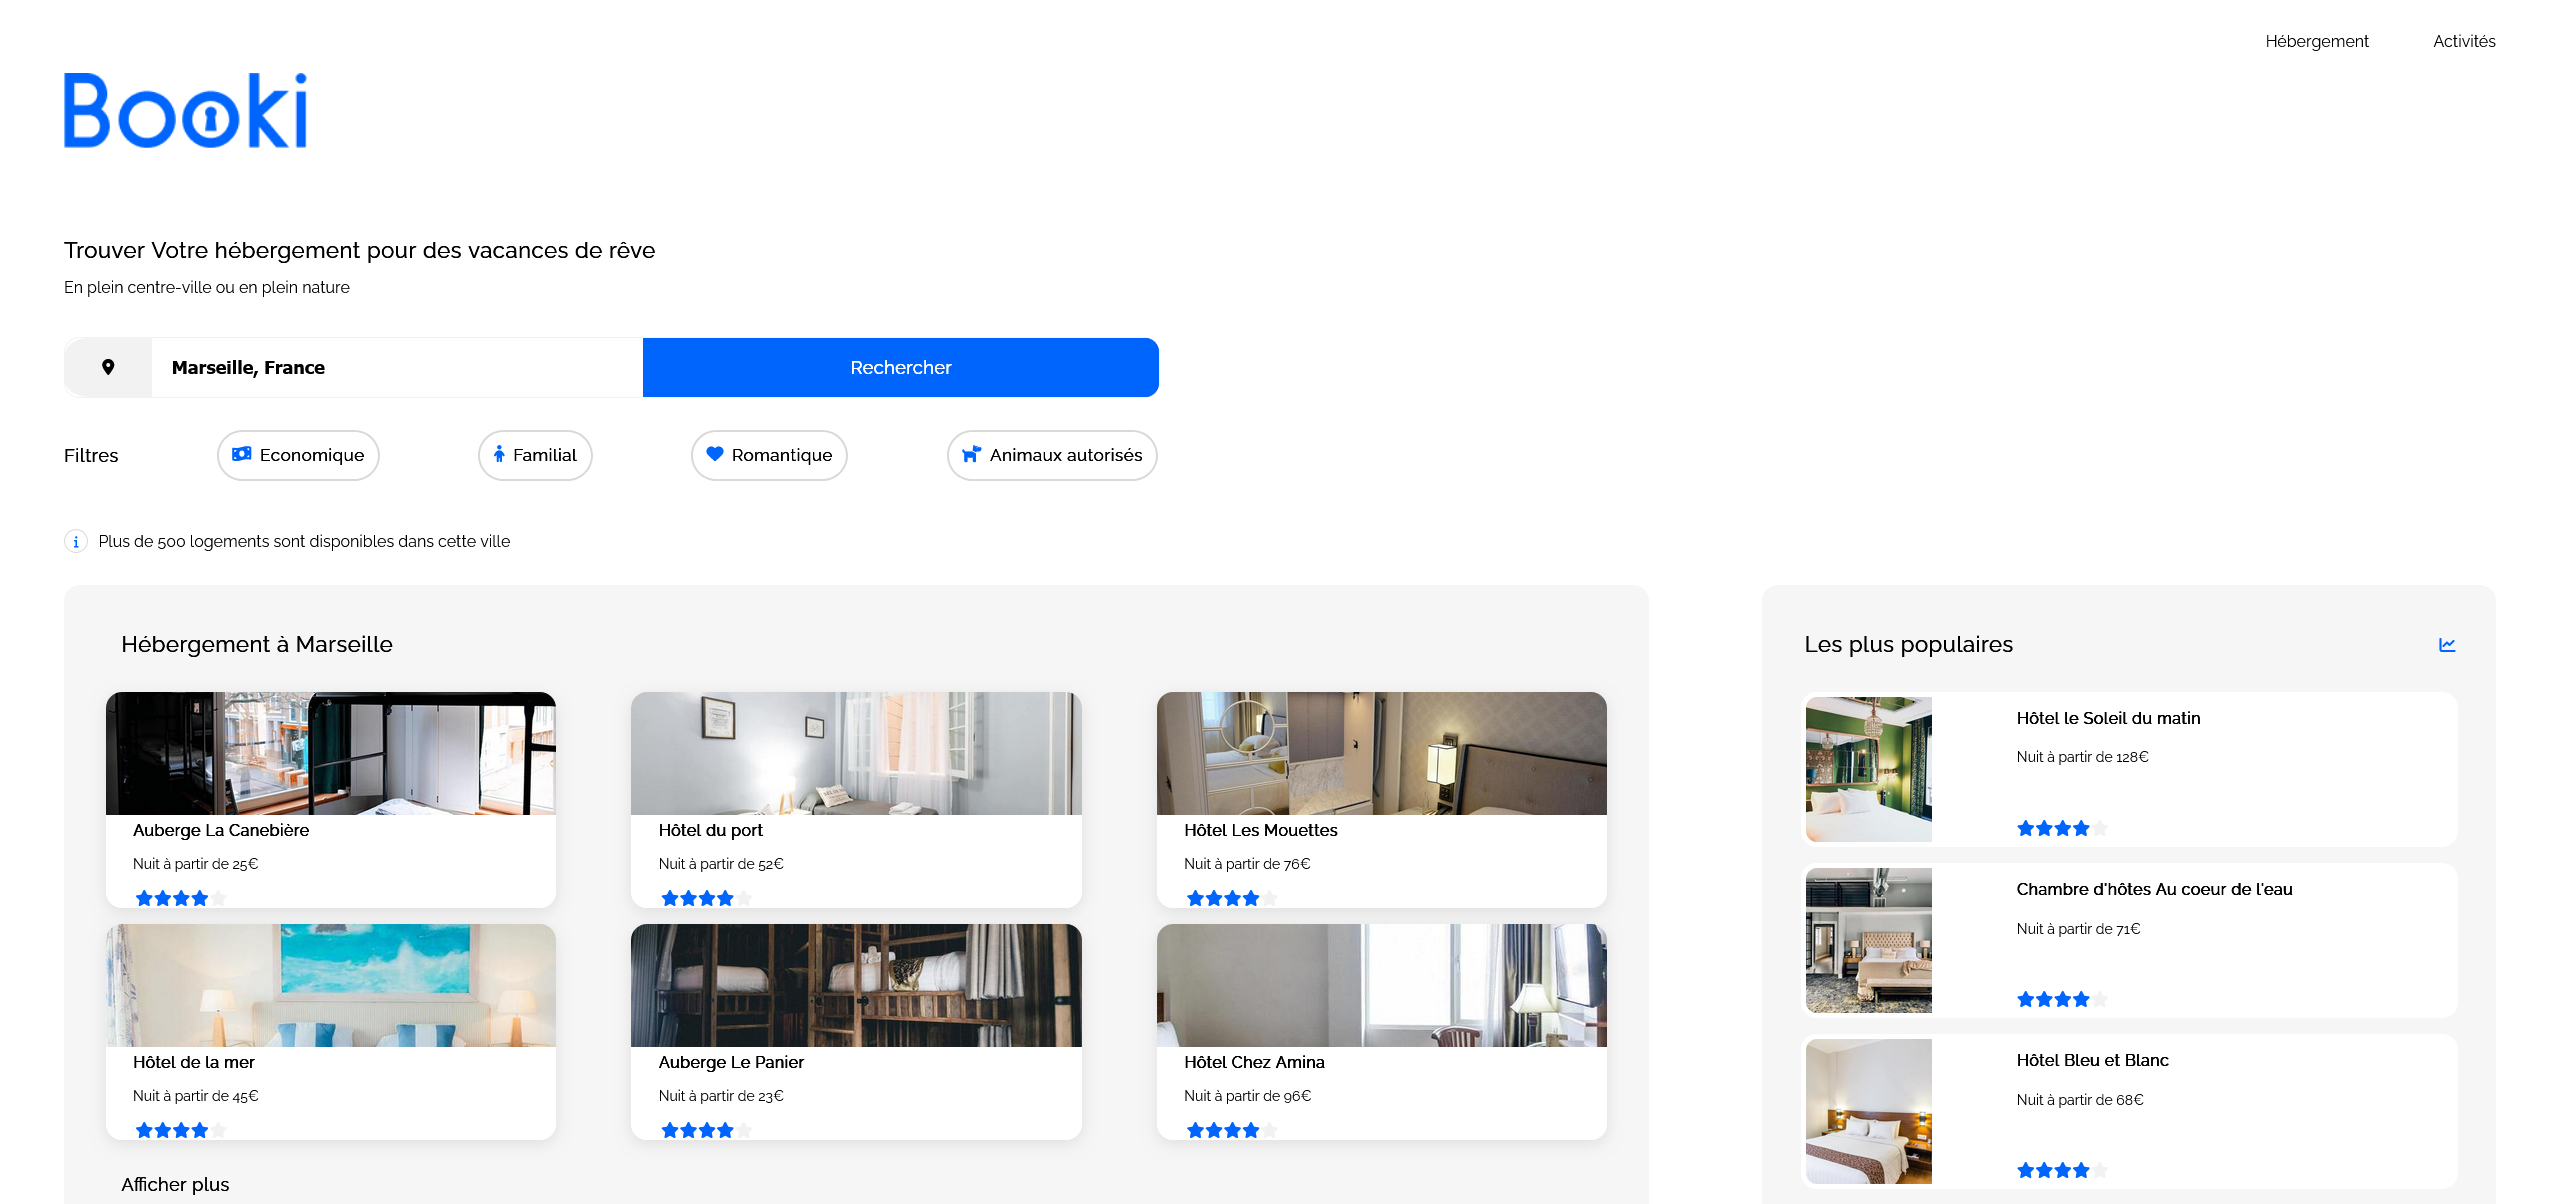 Hébergement
Activités
Booki
Trouver Votre hébergement pour des vacances de rêve
En plein centre-ville ou en plein nature
Marseille, France
Rechercher
Filtres
Economique
Familial
Romantique
Animaux autorisés
Plus de 500 logements sont disponibles dans cette ville
Hébergement à Marseille
Auberge La Canebière
Nuit à partir de 25€
Hôtel du port
Nuit à partir de 52€
Hôtel Les Mouettes
Nuit à partir de 76€
Hôtel de la mer
Nuit à partir de 45€
Auberge Le Panier
Nuit à partir de 23€
Hôtel Chez Amina
Nuit à partir de 96€
Afficher plus
Les plus populaires
Hôtel le Soleil du matin
Nuit à partir de 128€
Chambre d'hôtes Au coeur de l'eau
Nuit à partir de 71€
Hôtel Bleu et Blanc
Nuit à partir de 68€